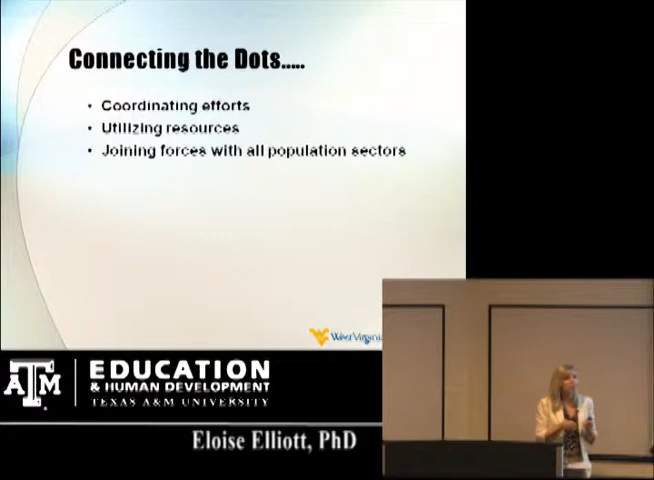 Connecting the Dots.....
• Coordinating efforts
• Utilizing resources
• Joining forces with all population sectors
West Virginia
ATM
EDUCATION
& HUMAN DEVELOPMENT
TEXAS A&M UNIVERSITY
Eloise Elliott, PhD